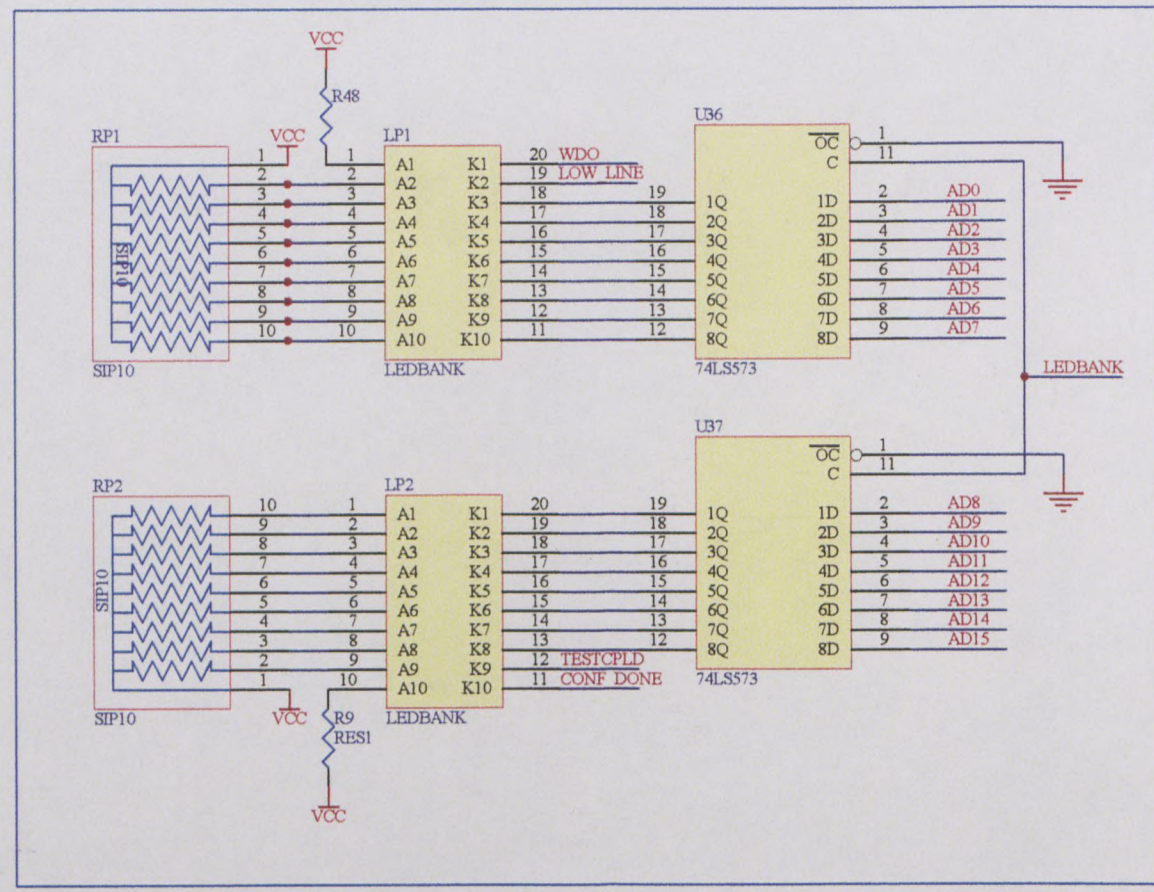 VCC
R48
RP1
VCC
LP1
U36
1 1 A1 K1 20 WDO
2 2 A2 K2 19 LOW LINE
3 3 A3 K3 18 19 1Q
4 4 A4 K4 17 18 2Q
5 5 A5 K5 16 17 3Q
6 6 A6 K6 15 16 4Q
7 7 A7 K7 14 15 5Q
8 8 A8 K8 13 14 6Q
9 9 A9 K9 12 13 7Q
10 10 A10 K10 11 12 8Q
SIP10
SIP10
LEDBANK
OC 1
C 11
1D 2 AD0
2D 3 AD1
3D 4 AD2
4D 5 AD3
5D 6 AD4
6D 7 AD5
7D 8 AD6
8D 9 AD7
74LS573
LEDBANK
RP2
LP2
U37
10 1 A1 K1 20 19 1Q
9 2 A2 K2 19 18 2Q
8 3 A3 K3 18 17 3Q
7 4 A4 K4 17 16 4Q
6 5 A5 K5 16 15 5Q
5 6 A6 K6 15 14 6Q
4 7 A7 K7 14 13 7Q
3 8 A8 K8 13 12 8Q
2 9 A9 K9 12 TESTCPLD
1 10 A10 K10 11 CONF DONE
SIP10
SIP10
VCC
R9
RES1
VCC
LEDBANK
OC 1
C 11
1D 2 AD8
2D 3 AD9
3D 4 AD10
4D 5 AD11
5D 6 AD12
6D 7 AD13
7D 8 AD14
8D 9 AD15
74LS573